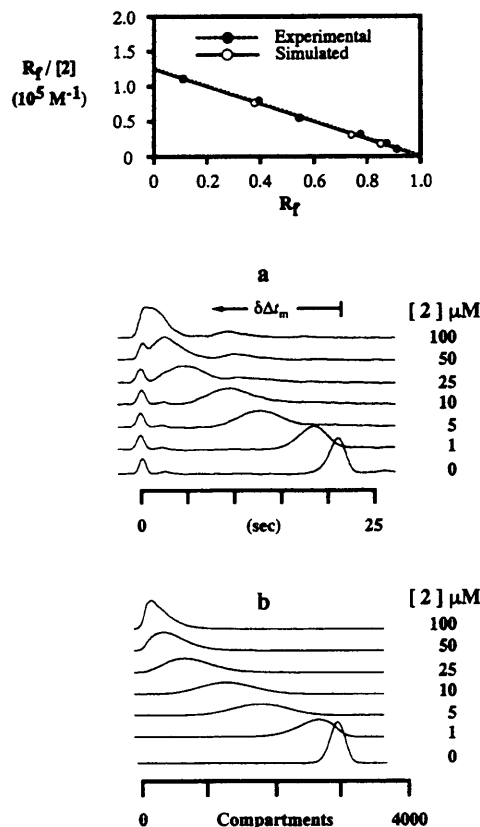 2.0
1.5
1.0
0.5
0
R_f / [2]
(10⁵ M⁻¹)
Experimental
Simulated
0 0.2 0.4 0.6 0.8 1.0
R_f
a
δΔt_m
[ 2 ] μM
100
50
25
10
5
1
0
0 (sec) 25
b
[ 2 ] μM
100
50
25
10
5
1
0
0 Compartments 4000